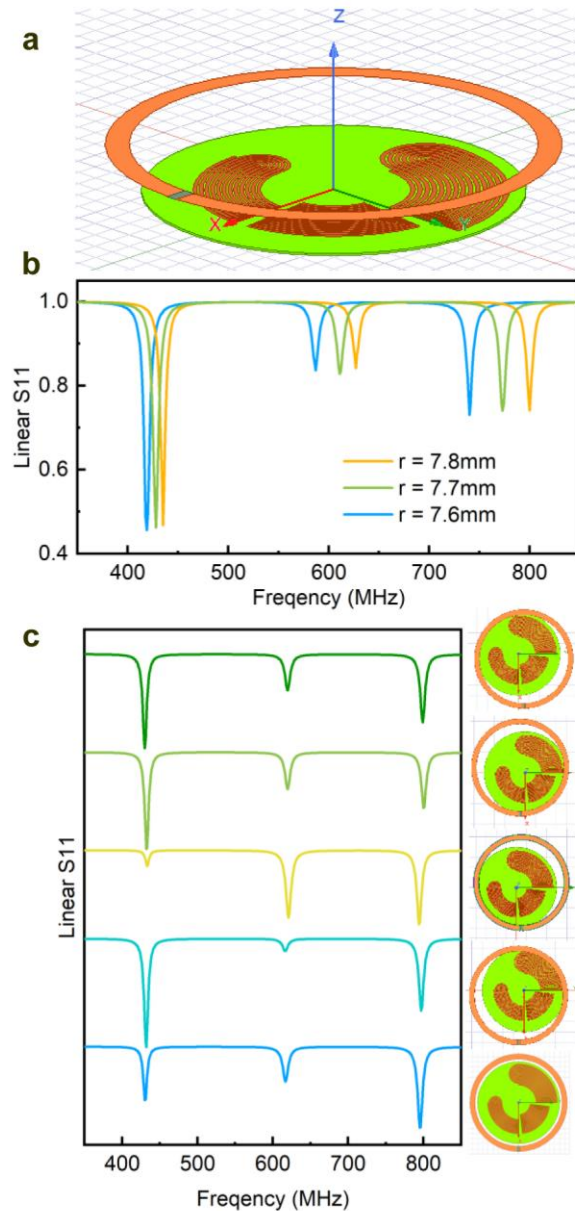 a
Z
X
Y
b
1.0
0.8
0.6
0.4
Linear S11
r = 7.8mm
r = 7.7mm
r = 7.6mm
400 500 600 700 800
Freqency (MHz)
c
Linear S11
400 500 600 700 800
Freqency (MHz)